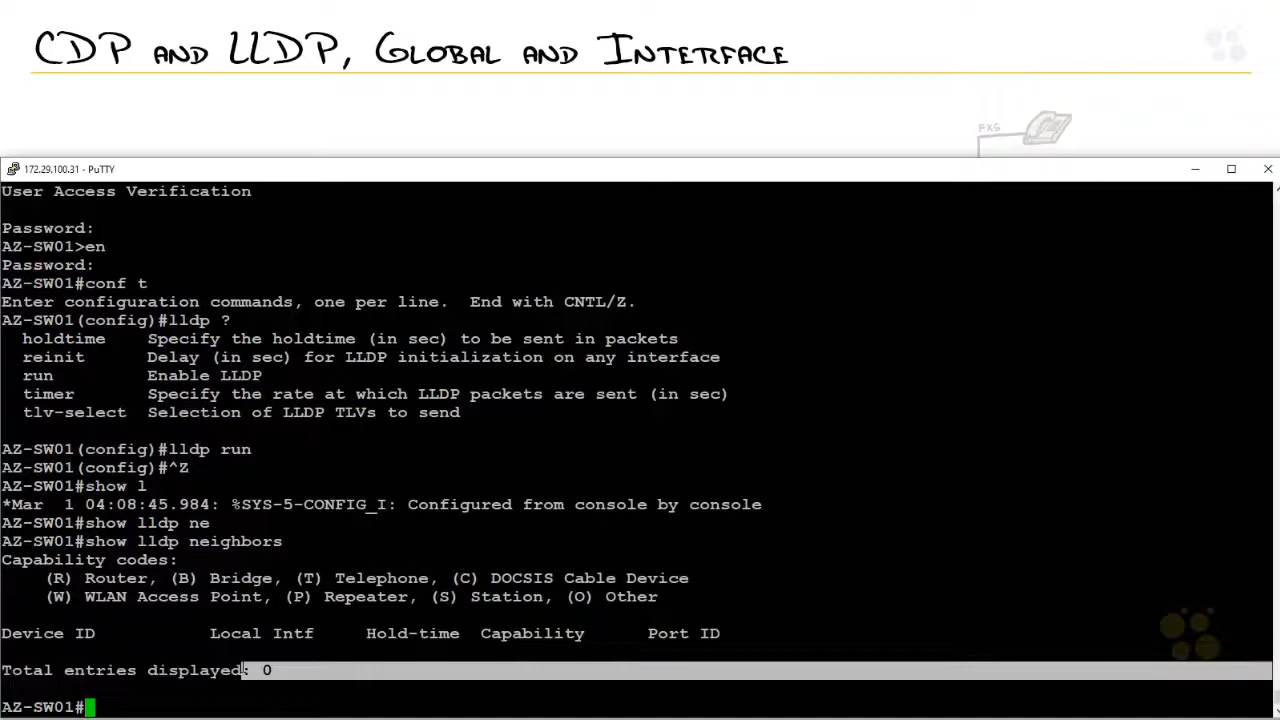 CDP AND LLDP, GLOBAL AND INTERFACE
FXS
172.29.100.31 - PuTTY
User Access Verification
Password:
AZ-SW01>en
Password:
AZ-SW01#conf t
Enter configuration commands, one per line.  End with CNTL/Z.
AZ-SW01(config)#lldp ?
  holdtime    Specify the holdtime (in sec) to be sent in packets
  reinit      Delay (in sec) for LLDP initialization on any interface
  run         Enable LLDP
  timer       Specify the rate at which LLDP packets are sent (in sec)
  tlv-select  Selection of LLDP TLVs to send
AZ-SW01(config)#lldp run
AZ-SW01(config)#^Z
AZ-SW01#show l
*Mar  1 04:08:45.984: %SYS-5-CONFIG_I: Configured from console by console
AZ-SW01#show lldp ne
AZ-SW01#show lldp neighbors
Capability codes:
    (R) Router, (B) Bridge, (T) Telephone, (C) DOCSIS Cable Device
    (W) WLAN Access Point, (P) Repeater, (S) Station, (O) Other
Device ID           Local Intf     Hold-time  Capability      Port ID
Total entries displayed: 0
AZ-SW01#